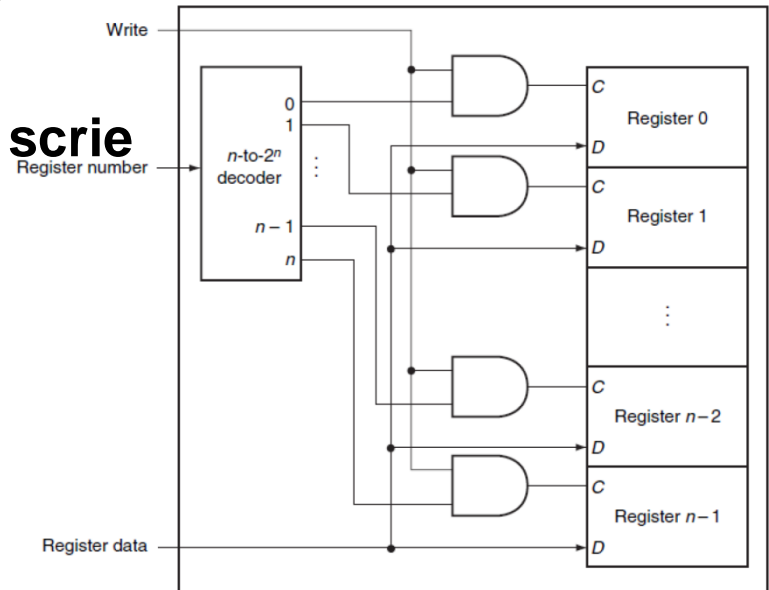 Write
scrie
Register number
n-to-2ⁿ
decoder
0
1
⋮
n – 1
n
C
Register 0
D
C
Register 1
D
⋮
C
Register n – 2
D
C
Register n – 1
D
Register data